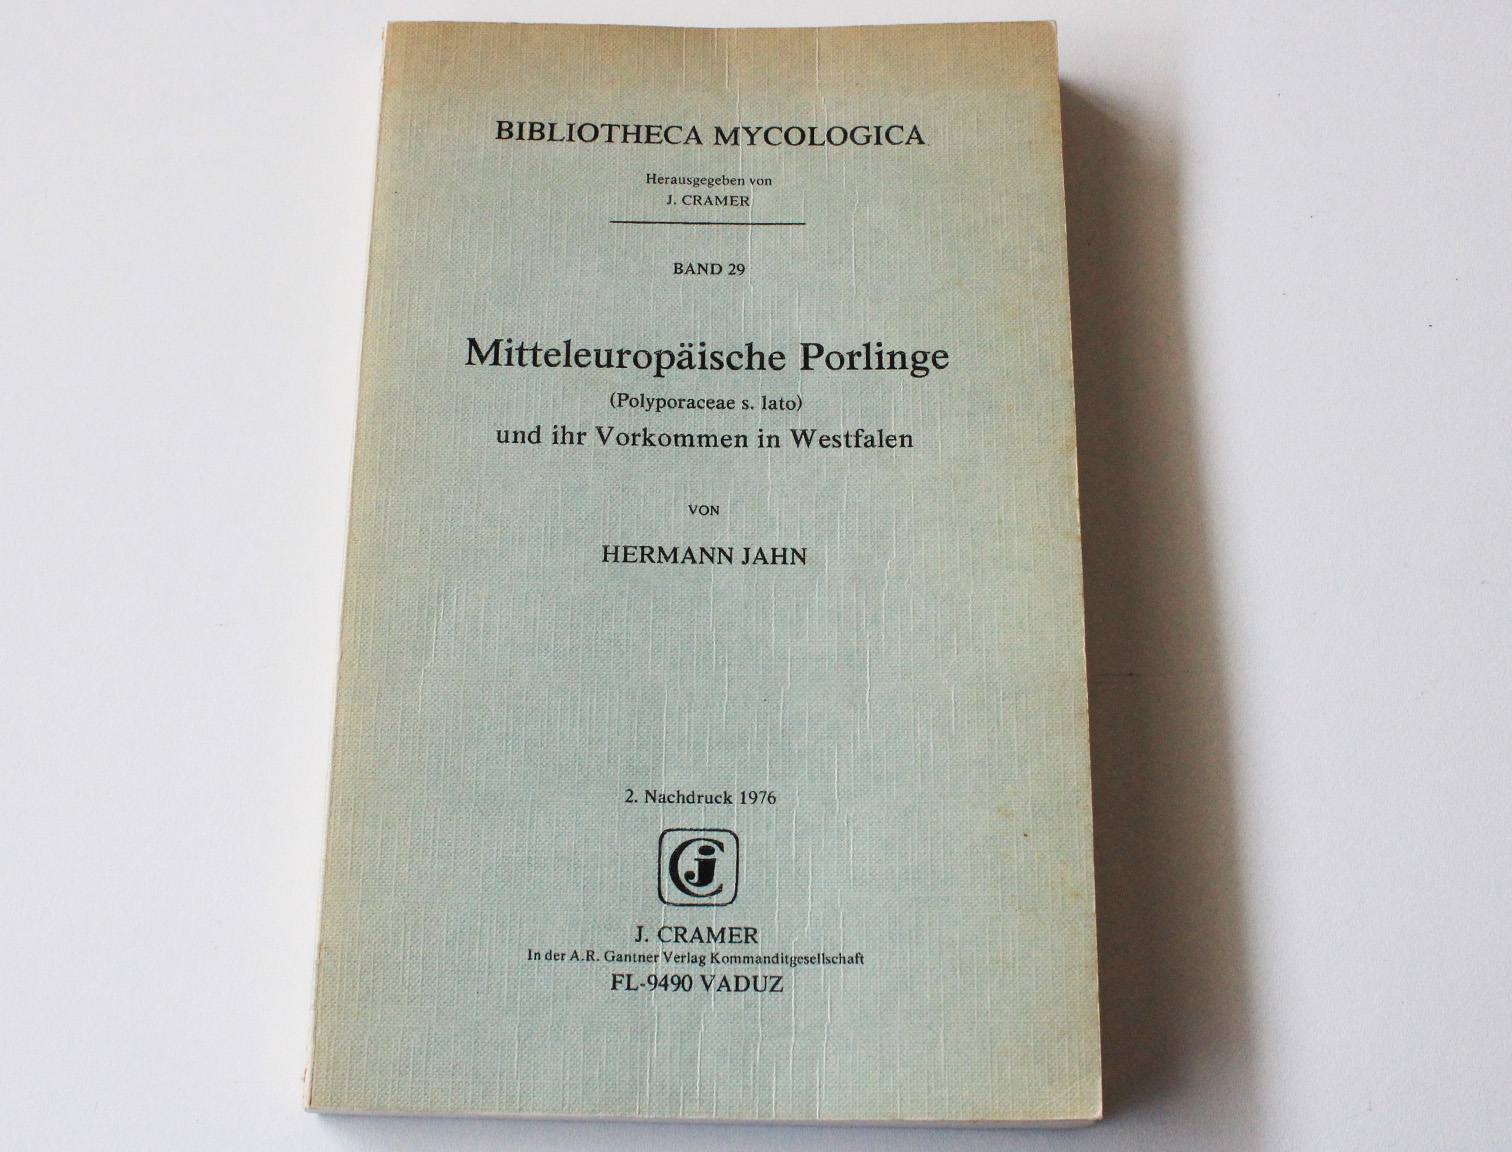 BIBLIOTHECA MYCOLOGICA
Herausgegeben von
J. CRAMER
BAND 29
Mitteleuropäische Porlinge
(Polyporaceae s. lato)
und ihr Vorkommen in Westfalen
VON
HERMANN JAHN
2. Nachdruck 1976
jC
J. CRAMER
In der A.R. Gantner Verlag Kommanditgesellschaft
FL-9490 VADUZ